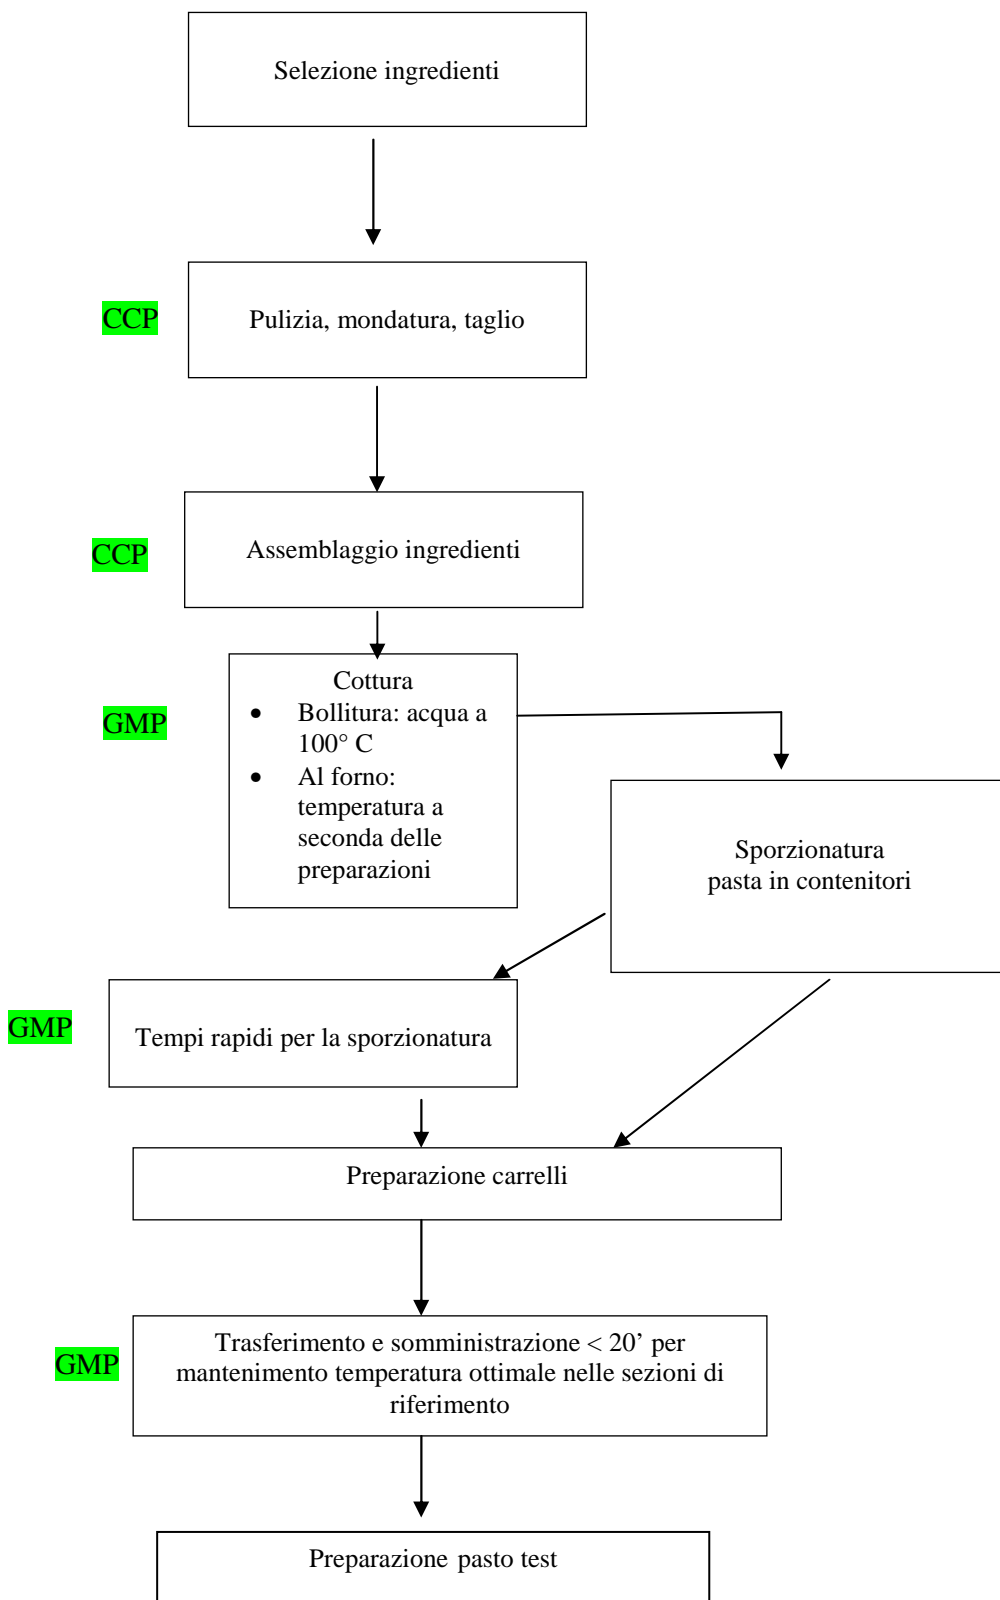 Selezione ingredienti
CCP
Pulizia, mondatura, taglio
CCP
Assemblaggio ingredienti
GMP
Cottura
• Bollitura: acqua a
100° C
• Al forno:
temperatura a
seconda delle
preparazioni
Sporzionatura
pasta in contenitori
GMP
Tempi rapidi per la sporzionatura
Preparazione carrelli
GMP
Trasferimento e somministrazione < 20’ per
mantenimento temperatura ottimale nelle sezioni di
riferimento
Preparazione pasto test